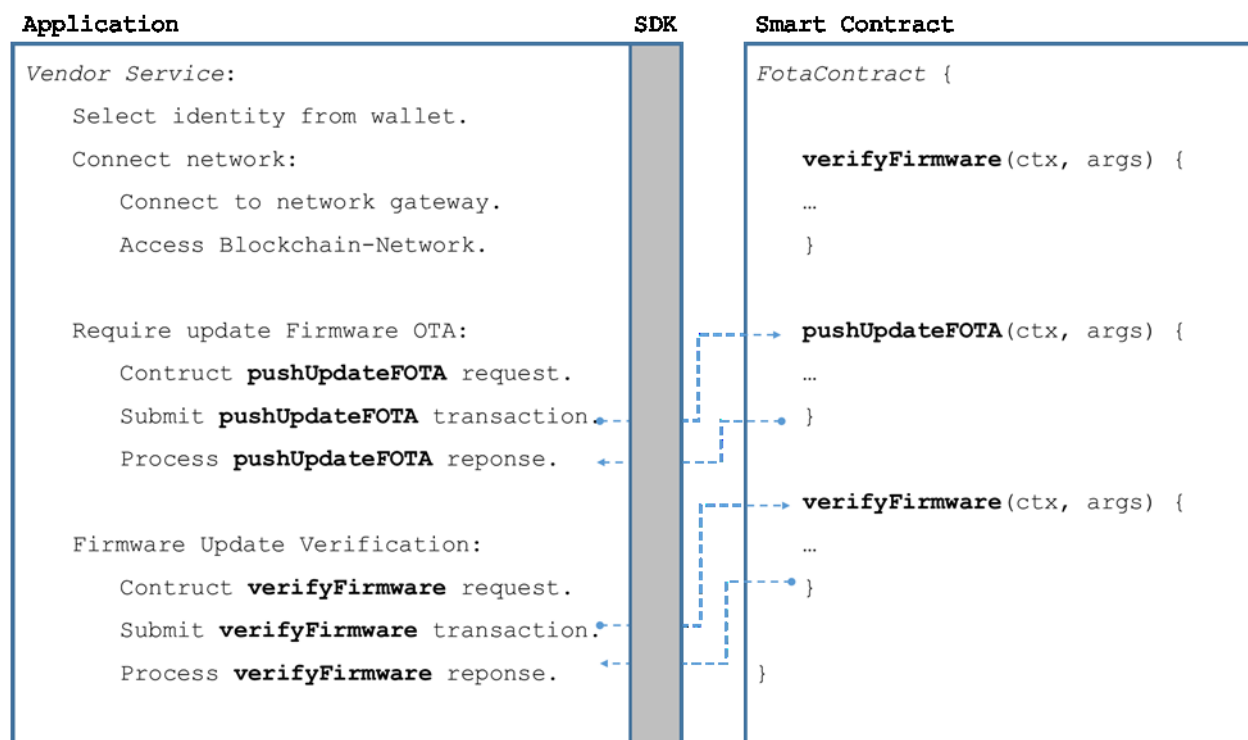 Application
SDK
Vendor Service:
Select identity from wallet.
Connect network:
Connect to network gateway.
Access Blockchain-Network.
Require update Firmware OTA:
Contruct pushUpdateFOTA request.
Submit pushUpdateFOTA transaction.
Process pushUpdateFOTA reponse.
Firmware Update Verification:
Contruct verifyFirmware request.
Submit verifyFirmware transaction.
Process verifyFirmware reponse.
Smart Contract
FotaContract {
verifyFirmware(ctx, args) {
…
}
pushUpdateFOTA(ctx, args) {
…
}
verifyFirmware(ctx, args) {
…
}
}